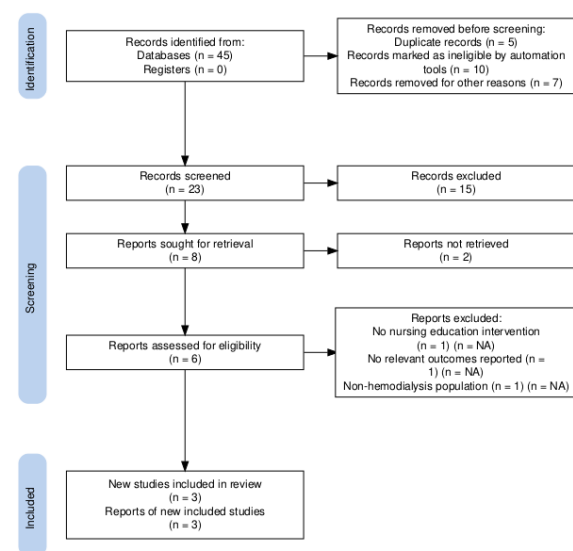 Identification
Records identified from:
Databases (n = 45)
Registers (n = 0)
Records removed before screening:
Duplicate records (n = 5)
Records marked as ineligible by automation
tools (n = 10)
Records removed for other reasons (n = 7)
Screening
Records screened
(n = 23)
Records excluded
(n = 15)
Reports sought for retrieval
(n = 8)
Reports not retrieved
(n = 2)
Reports assessed for eligibility
(n = 6)
Reports excluded:
No nursing education intervention
(n = 1) (n = NA)
No relevant outcomes reported (n =
1) (n = NA)
Non-hemodialysis population (n = 1) (n = NA)
Included
New studies included in review
(n = 3)
Reports of new included studies
(n = 3)